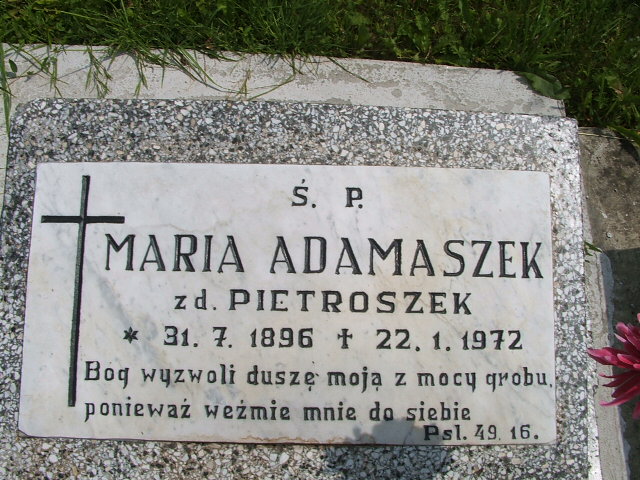 Ś. P.
MARIA ADAMASZEK
zd. PIETROSZEK
* 31. 7. 1896 ✝ 22. 1. 1972
Bóg wyzwoli duszę moją z mocy grobu,
ponieważ weźmie mnie do siebie
Psl. 49. 16.